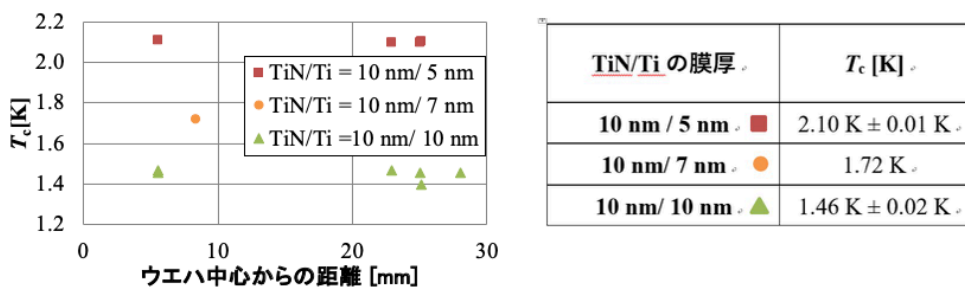 2.2
2.0
1.8
1.6
1.4
1.2
Tc[K]
TiN/Ti = 10 nm/ 5 nm
TiN/Ti = 10 nm/ 7 nm
TiN/Ti =10 nm/ 10 nm
0 10 20 30
ウエハ中心からの距離 [mm]
TiN/Ti の膜厚 Tc [K]
10 nm / 5 nm 2.10 K ± 0.01 K
10 nm/ 7 nm 1.72 K
10 nm/ 10 nm 1.46 K ± 0.02 K